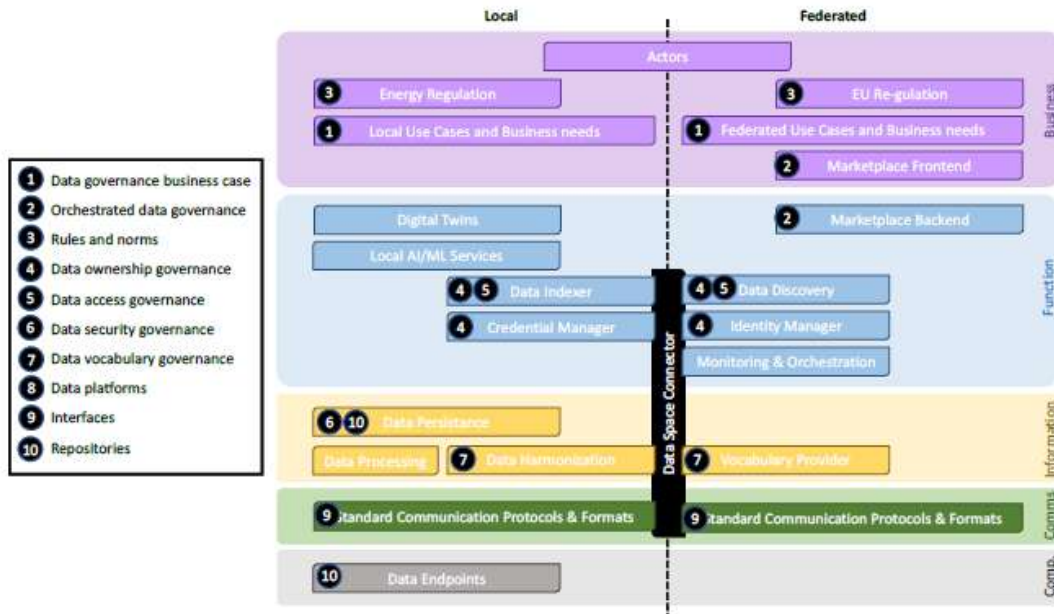 Local Federated
Actors
3 Energy Regulation
3 EU Re-gulation
1 Local Use Cases and Business needs
1 Federated Use Cases and Business needs
2 Marketplace Frontend
Business
1 Data governance business case
2 Orchestrated data governance
3 Rules and norms
4 Data ownership governance
5 Data access governance
6 Data security governance
7 Data vocabulary governance
8 Data platforms
9 Interfaces
10 Repositories
Digital Twins
2 Marketplace Backend
Local AI/ML Services
4 5 Data Indexer
4 5 Data Discovery
4 Credential Manager
4 Identity Manager
Monitoring & Orchestration
Function
Data Space Connector
6 10 Data Persistance
Data Processing
7 Data Harmonization
7 Vocabulary Provider
Information
9 Standard Communication Protocols & Formats
9 Standard Communication Protocols & Formats
Comms
10 Data Endpoints
Comp.